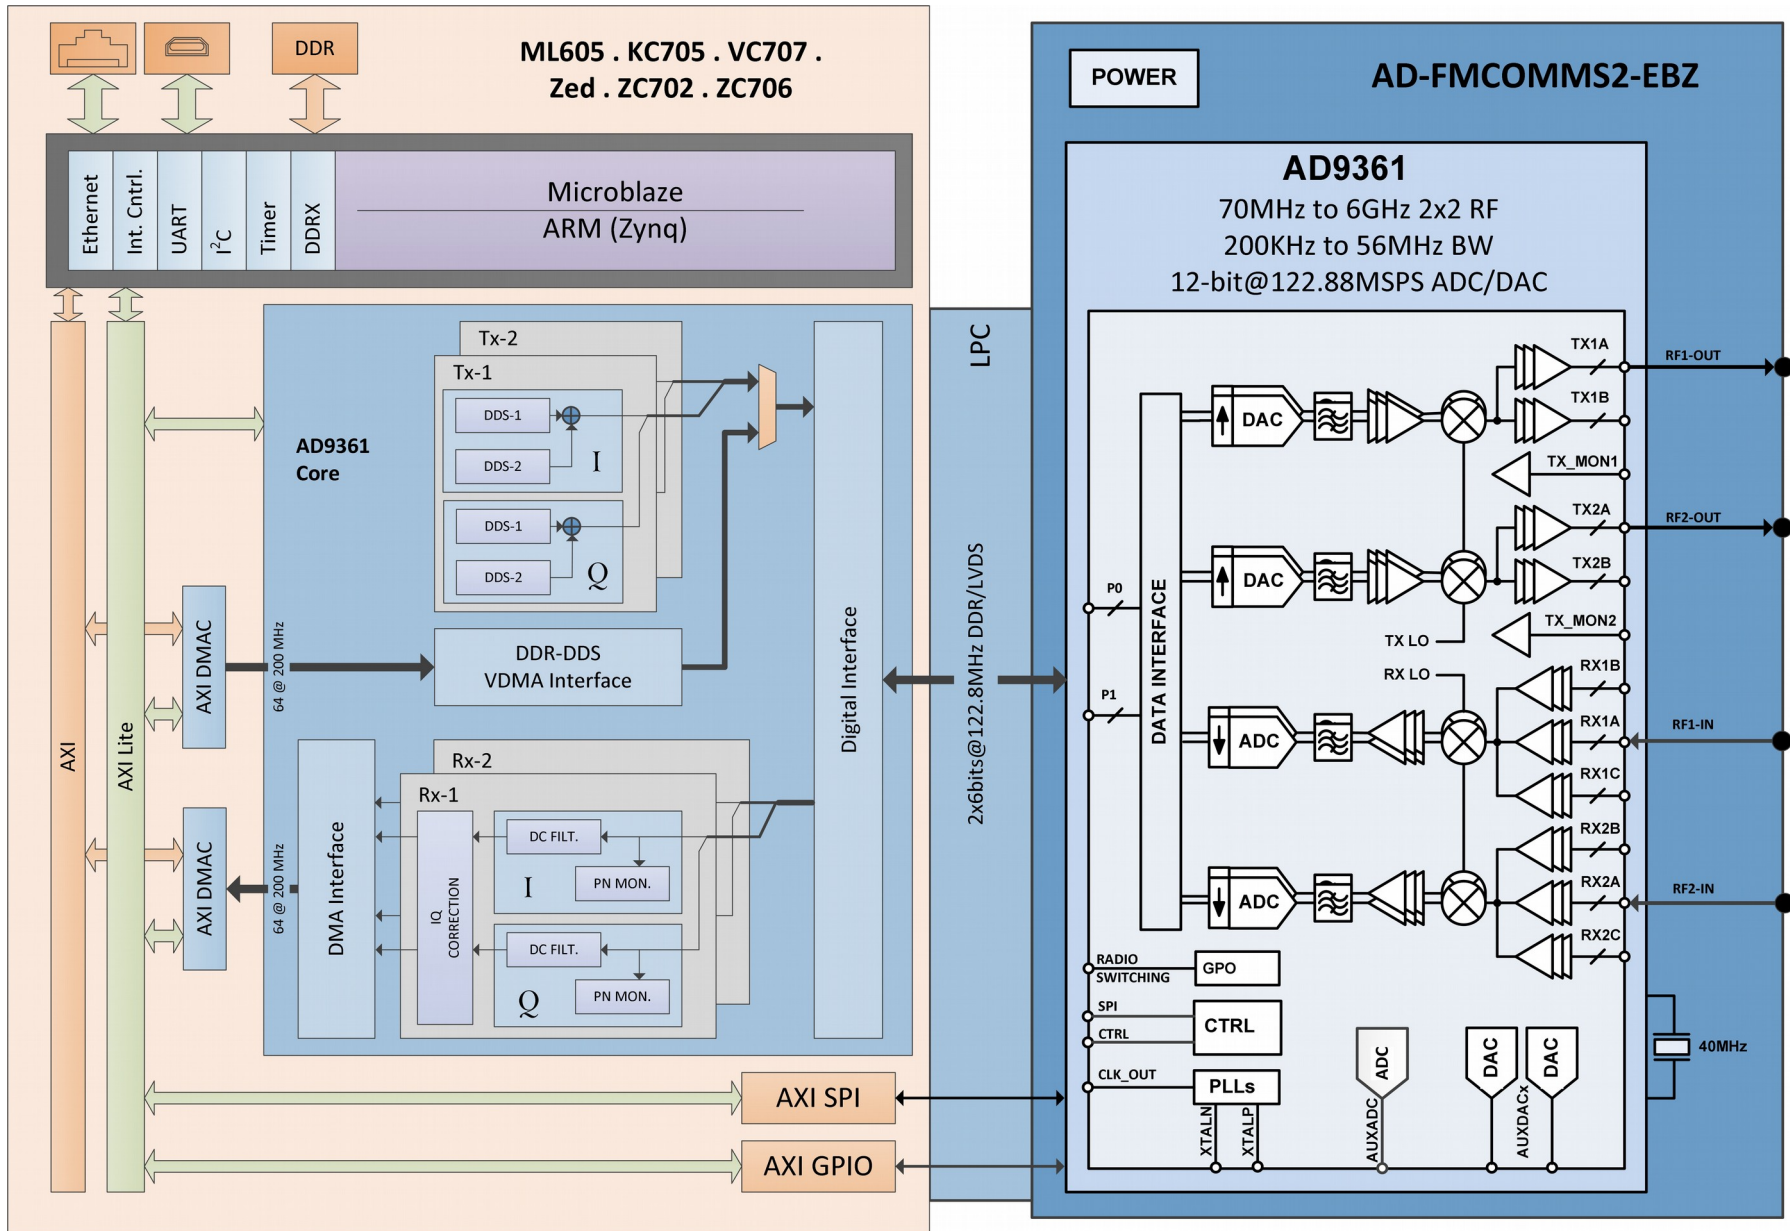 DDR
ML605 . KC705 . VC707 .
Zed . ZC702 . ZC706
Ethernet
Int. Cntrl.
UART
I²C
Timer
DDRX
Microblaze
ARM (Zynq)
AXI
AXI Lite
AXI DMAC
AXI DMAC
64 @ 200 MHz
64 @ 200 MHz
AD9361
Core
Tx-2
Tx-1
DDS-1
DDS-2
I
DDS-1
DDS-2
Q
DDR-DDS
VDMA Interface
Digital Interface
DMA Interface
Rx-2
Rx-1
IQ
CORRECTION
DC FILT.
PN MON.
I
DC FILT.
PN MON.
Q
AXI SPI
AXI GPIO
LPC
2x6bits@122.8MHz DDR/LVDS
POWER
AD-FMCOMMS2-EBZ
AD9361
70MHz to 6GHz 2x2 RF
200KHz to 56MHz BW
12-bit@122.88MSPS ADC/DAC
P0
P1
DATA INTERFACE
DAC
DAC
ADC
ADC
TX LO
RX LO
TX1A
TX1B
TX_MON1
TX2A
TX2B
TX_MON2
RX1B
RX1A
RX1C
RX2B
RX2A
RX2C
RF1-OUT
RF2-OUT
RF1-IN
RF2-IN
RADIO
SWITCHING
GPO
SPI
CTRL
CTRL
CLK_OUT
PLLs
XTALN
XTALP
AUXADC
ADC
DAC
AUXDACx
DAC
40MHz